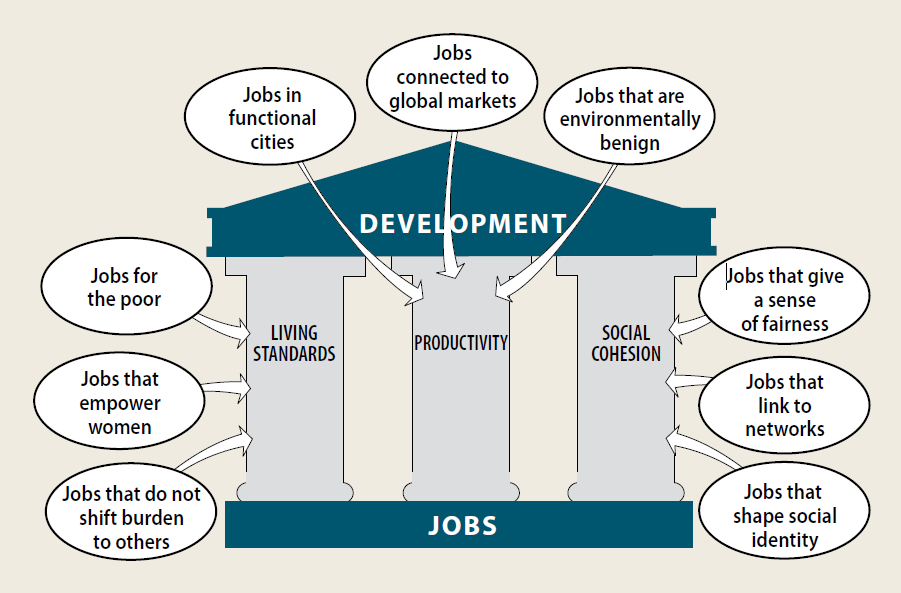 Jobs
connected to
global markets
Jobs in
functional
cities
Jobs that are
environmentally
benign
DEVELOPMENT
Jobs for
the poor
Jobs that
empower
women
Jobs that do not
shift burden
to others
LIVING
STANDARDS
PRODUCTIVITY
SOCIAL
COHESION
Jobs that give
a sense
of fairness
Jobs that
link to
networks
Jobs that
shape social
identity
JOBS